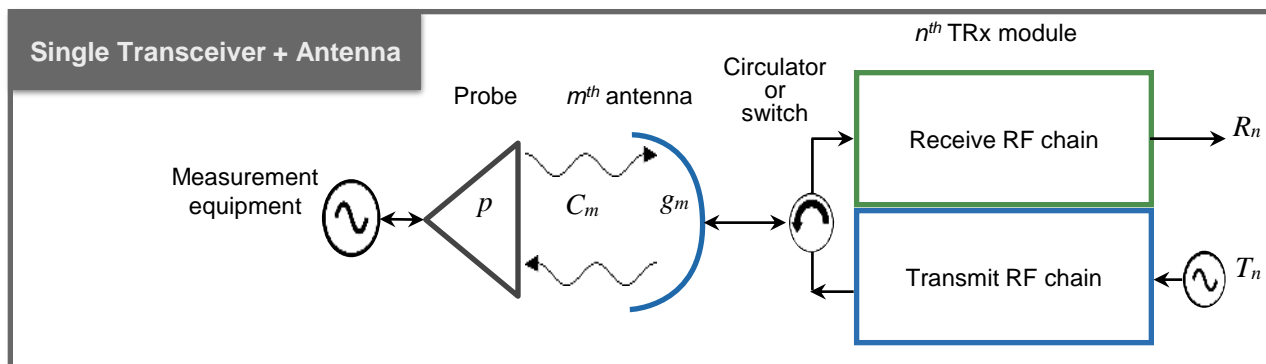 Single Transceiver + Antenna
nth TRx module
Circulator
or
switch
Probe
mth antenna
Receive RF chain
Rn
Measurement
equipment
p
Cm
gm
Transmit RF chain
Tn